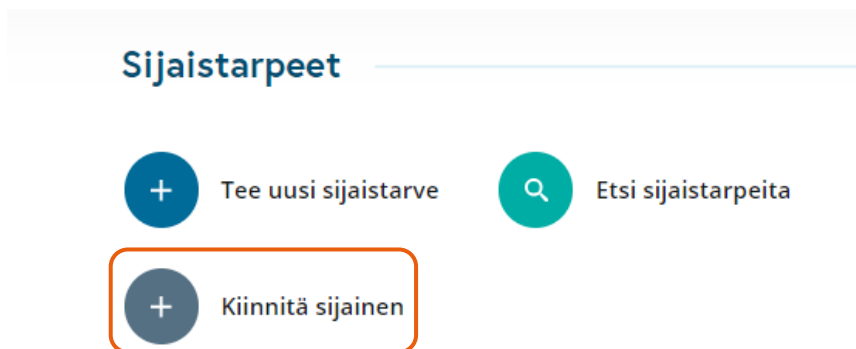 Sijaistarpeet
Tee uusi sijaistarve
Etsi sijaistarpeita
Kiinnitä sijainen